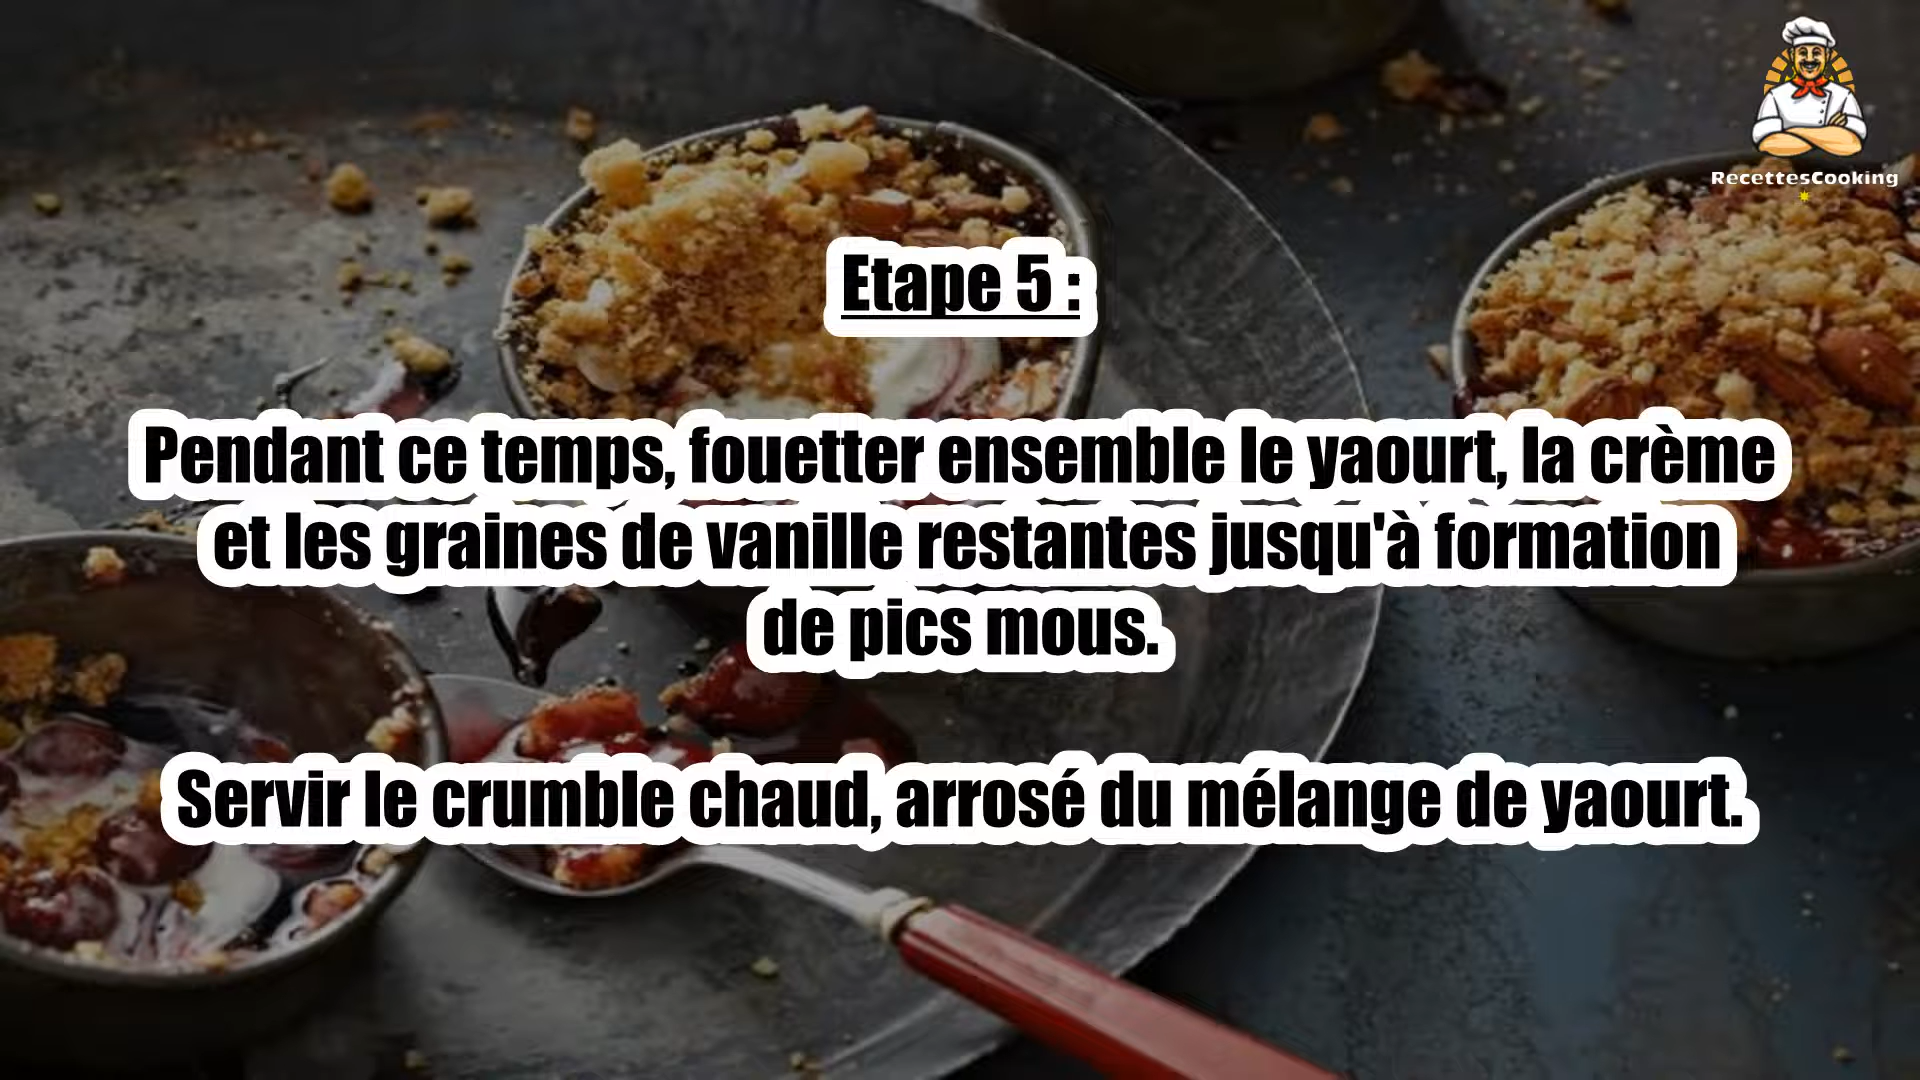 RecettesCooking
Etape 5 :
Pendant ce temps, fouetter ensemble le yaourt, la crème
et les graines de vanille restantes jusqu'à formation
de pics mous.
Servir le crumble chaud, arrosé du mélange de yaourt.